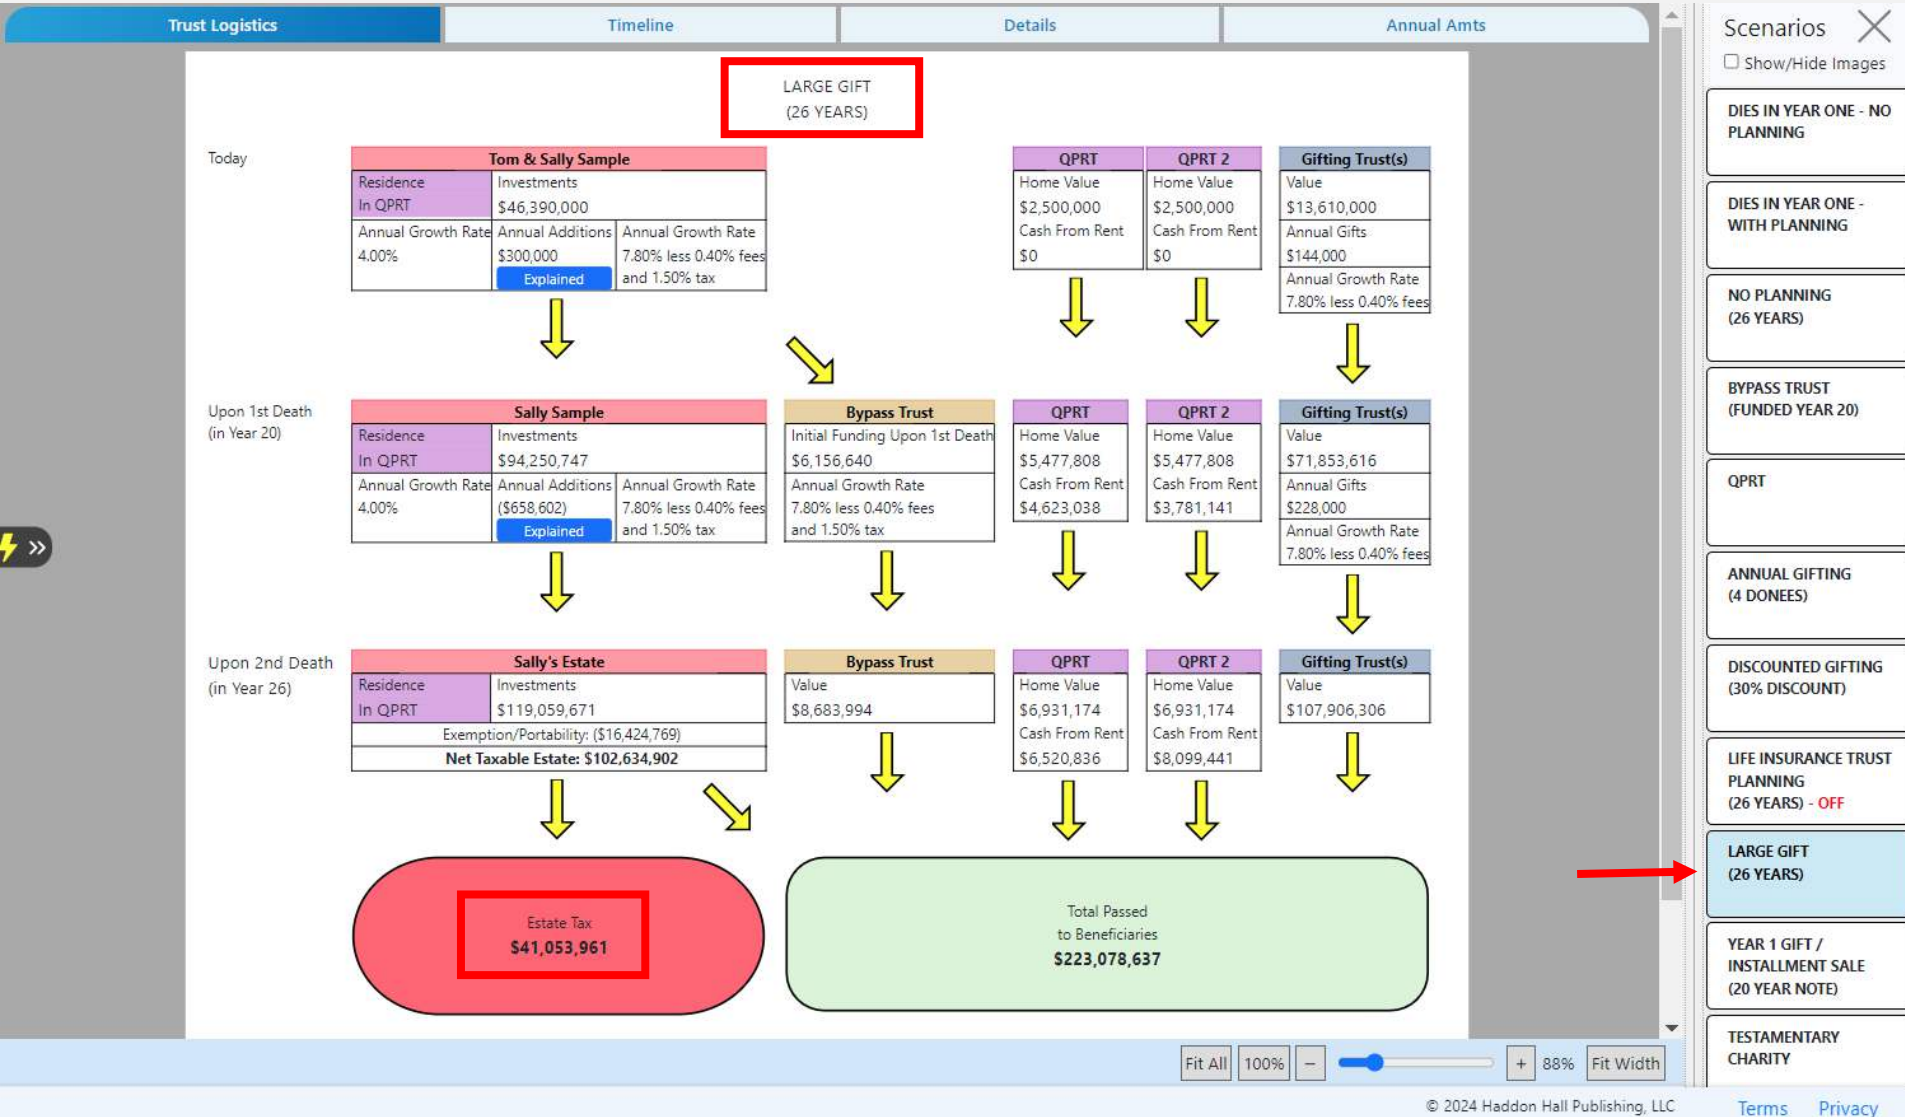 Trust Logistics
Timeline
Details
Annual Amts
LARGE GIFT
(26 YEARS)
Today
Tom & Sally Sample
Residence
In QPRT
Investments
$46,390,000
Annual Growth Rate
4.00%
Annual Additions
$300,000
Explained
Annual Growth Rate
7.80% less 0.40% fees
and 1.50% tax
QPRT
Home Value
$2,500,000
Cash From Rent
$0
QPRT 2
Home Value
$2,500,000
Cash From Rent
$0
Gifting Trust(s)
Value
$13,610,000
Annual Gifts
$144,000
Annual Growth Rate
7.80% less 0.40% fees
Upon 1st Death
(in Year 20)
Sally Sample
Residence
In QPRT
Investments
$94,250,747
Annual Growth Rate
4.00%
Annual Additions
($658,602)
Explained
Annual Growth Rate
7.80% less 0.40% fees
and 1.50% tax
Bypass Trust
Initial Funding Upon 1st Death
$6,156,640
Annual Growth Rate
7.80% less 0.40% fees
and 1.50% tax
QPRT
Home Value
$5,477,808
Cash From Rent
$4,623,038
QPRT 2
Home Value
$5,477,808
Cash From Rent
$3,781,141
Gifting Trust(s)
Value
$71,853,616
Annual Gifts
$228,000
Annual Growth Rate
7.80% less 0.40% fees
Upon 2nd Death
(in Year 26)
Sally's Estate
Residence
In QPRT
Investments
$119,059,671
Exemption/Portability: ($16,424,769)
Net Taxable Estate: $102,634,902
Bypass Trust
Value
$8,683,994
QPRT
Home Value
$6,931,174
Cash From Rent
$6,520,836
QPRT 2
Home Value
$6,931,174
Cash From Rent
$8,099,441
Gifting Trust(s)
Value
$107,906,306
Estate Tax
$41,053,961
Total Passed
to Beneficiaries
$223,078,637
Fit All
100%
−
+
88%
Fit Width
Scenarios
Show/Hide Images
DIES IN YEAR ONE - NO
PLANNING
DIES IN YEAR ONE -
WITH PLANNING
NO PLANNING
(26 YEARS)
BYPASS TRUST
(FUNDED YEAR 20)
QPRT
ANNUAL GIFTING
(4 DONEES)
DISCOUNTED GIFTING
(30% DISCOUNT)
LIFE INSURANCE TRUST
PLANNING
(26 YEARS) - OFF
LARGE GIFT
(26 YEARS)
YEAR 1 GIFT /
INSTALLMENT SALE
(20 YEAR NOTE)
TESTAMENTARY
CHARITY
© 2024 Haddon Hall Publishing, LLC
Terms
Privacy